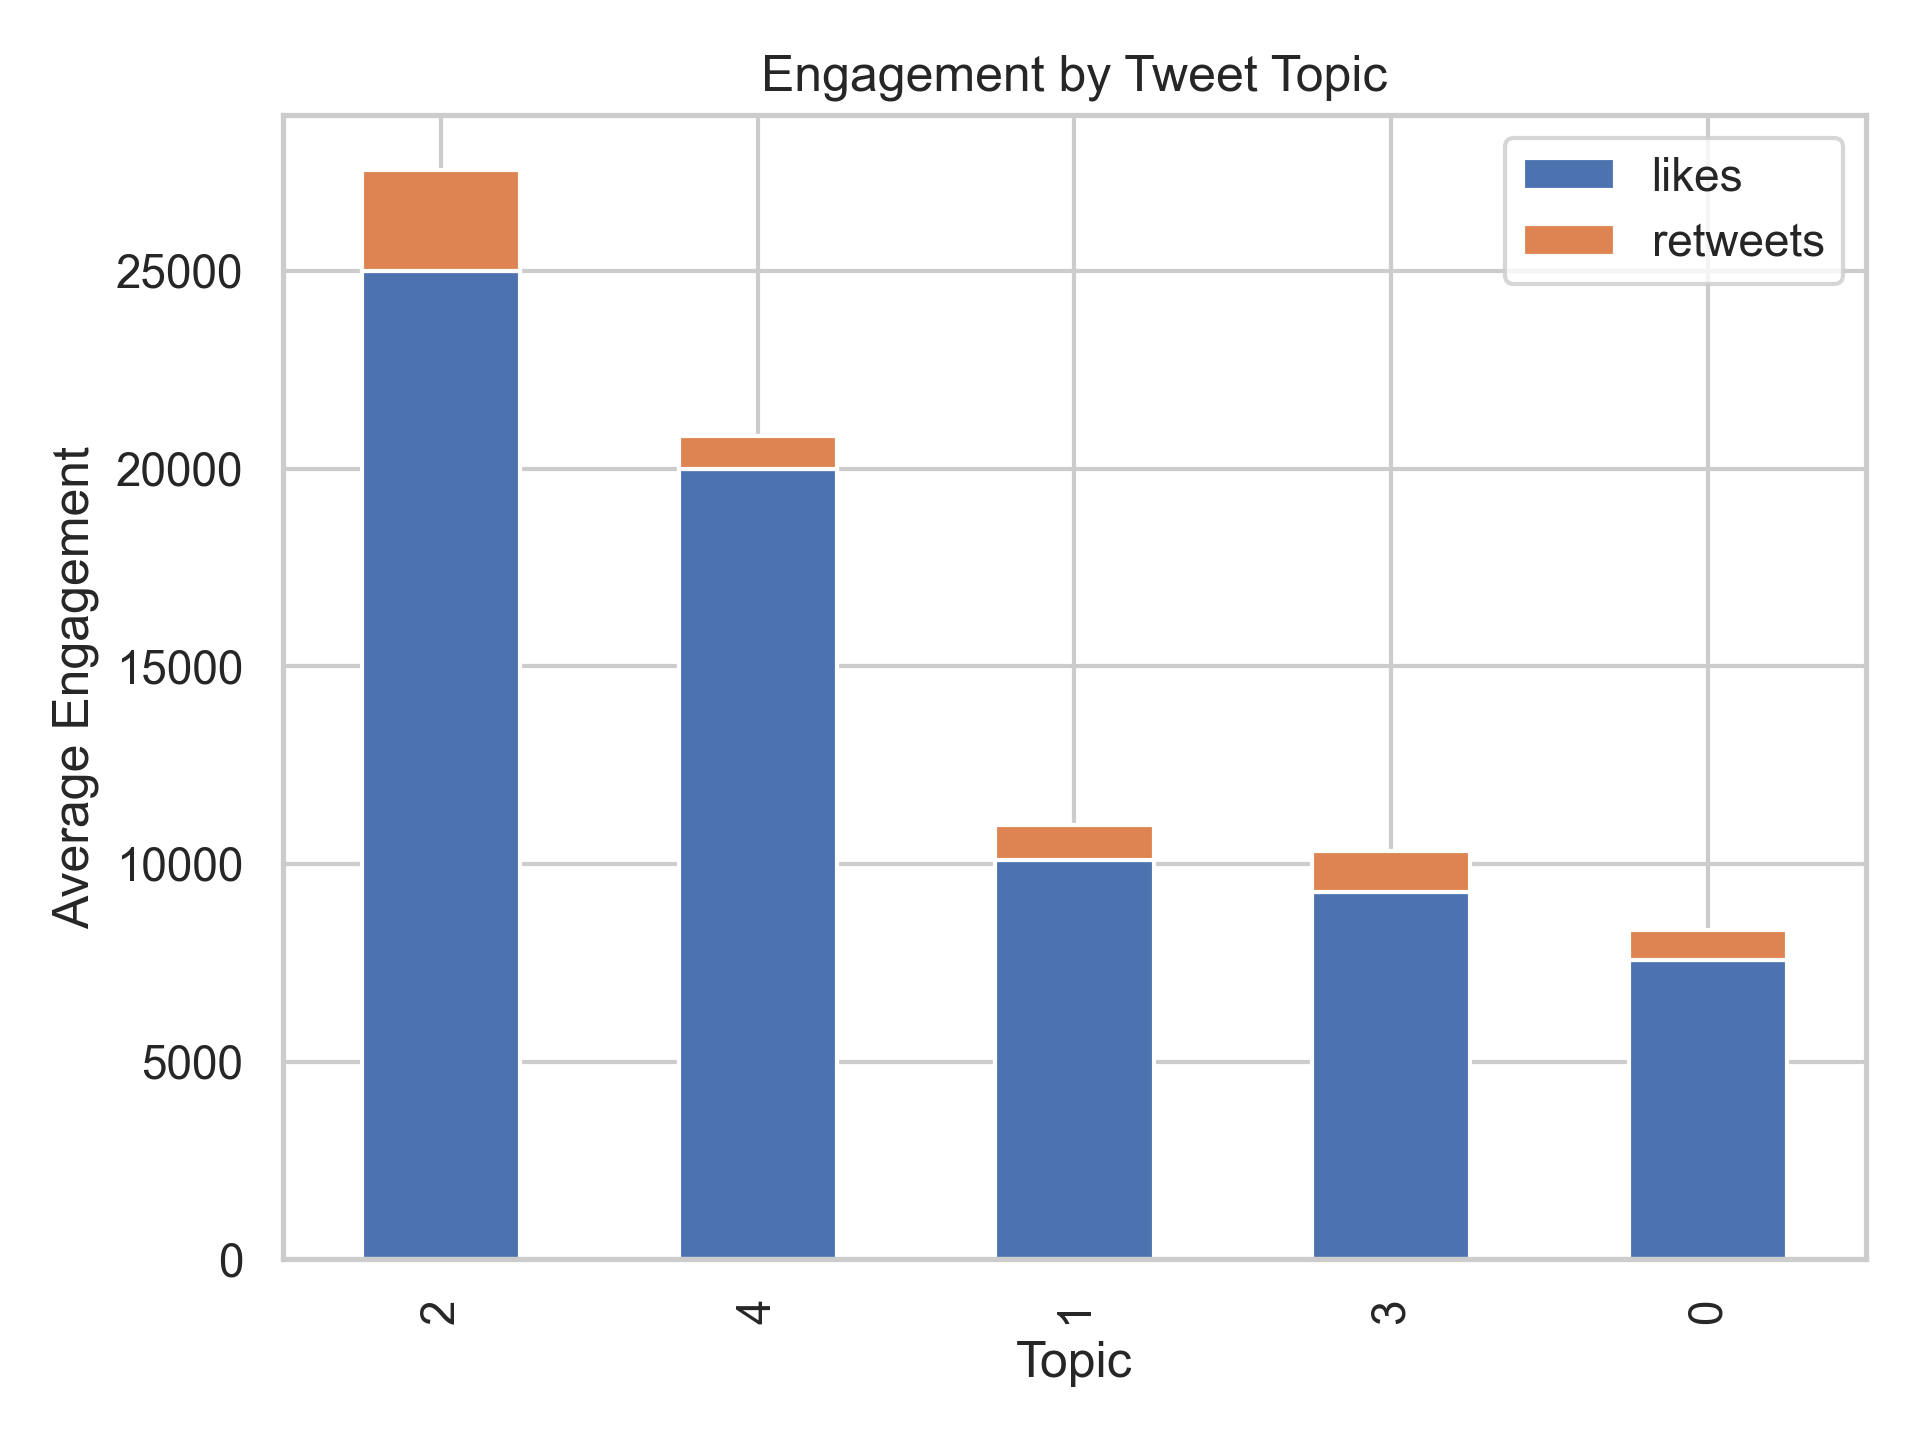 Engagement by Tweet Topic
likes
retweets
Average Engagement
25000
20000
15000
10000
5000
0
2
4
1
3
0
Topic